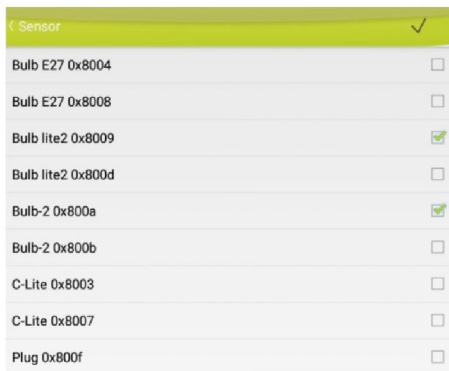 Sensor
Bulb E27 0x8004
Bulb E27 0x8008
Bulb lite2 0x8009
Bulb lite2 0x800d
Bulb-2 0x800a
Bulb-2 0x800b
C-Lite 0x8003
C-Lite 0x8007
Plug 0x800f